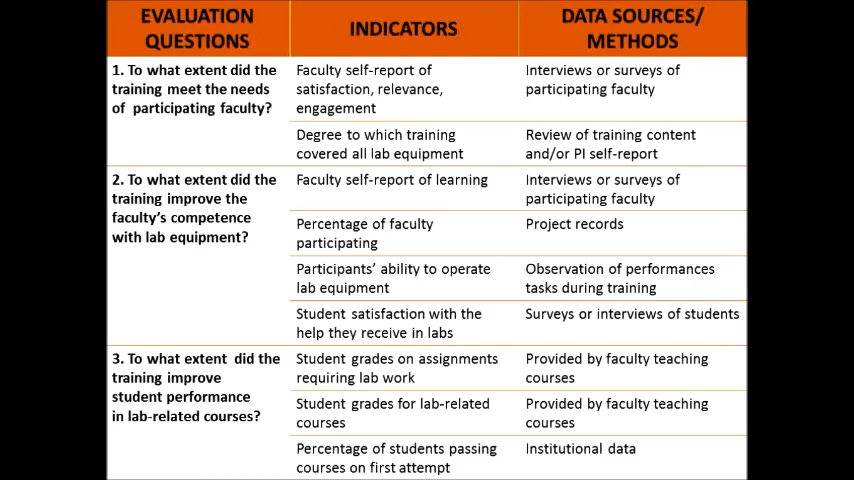 EVALUATION
QUESTIONS
INDICATORS
DATA SOURCES/
METHODS
1. To what extent did the
training meet the needs
of participating faculty?
Faculty self-report of
satisfaction, relevance,
engagement
Interviews or surveys of
participating faculty
Degree to which training
covered all lab equipment
Review of training content
and/or PI self-report
2. To what extent did the
training improve the
faculty's competence
with lab equipment?
Faculty self-report of learning
Interviews or surveys of
participating faculty
Percentage of faculty
participating
Project records
Participants' ability to operate
lab equipment
Observation of performances
tasks during training
Student satisfaction with the
help they receive in labs
Surveys or interviews of students
3. To what extent did the
training improve
student performance
in lab-related courses?
Student grades on assignments
requiring lab work
Provided by faculty teaching
courses
Student grades for lab-related
courses
Provided by faculty teaching
courses
Percentage of students passing
courses on first attempt
Institutional data